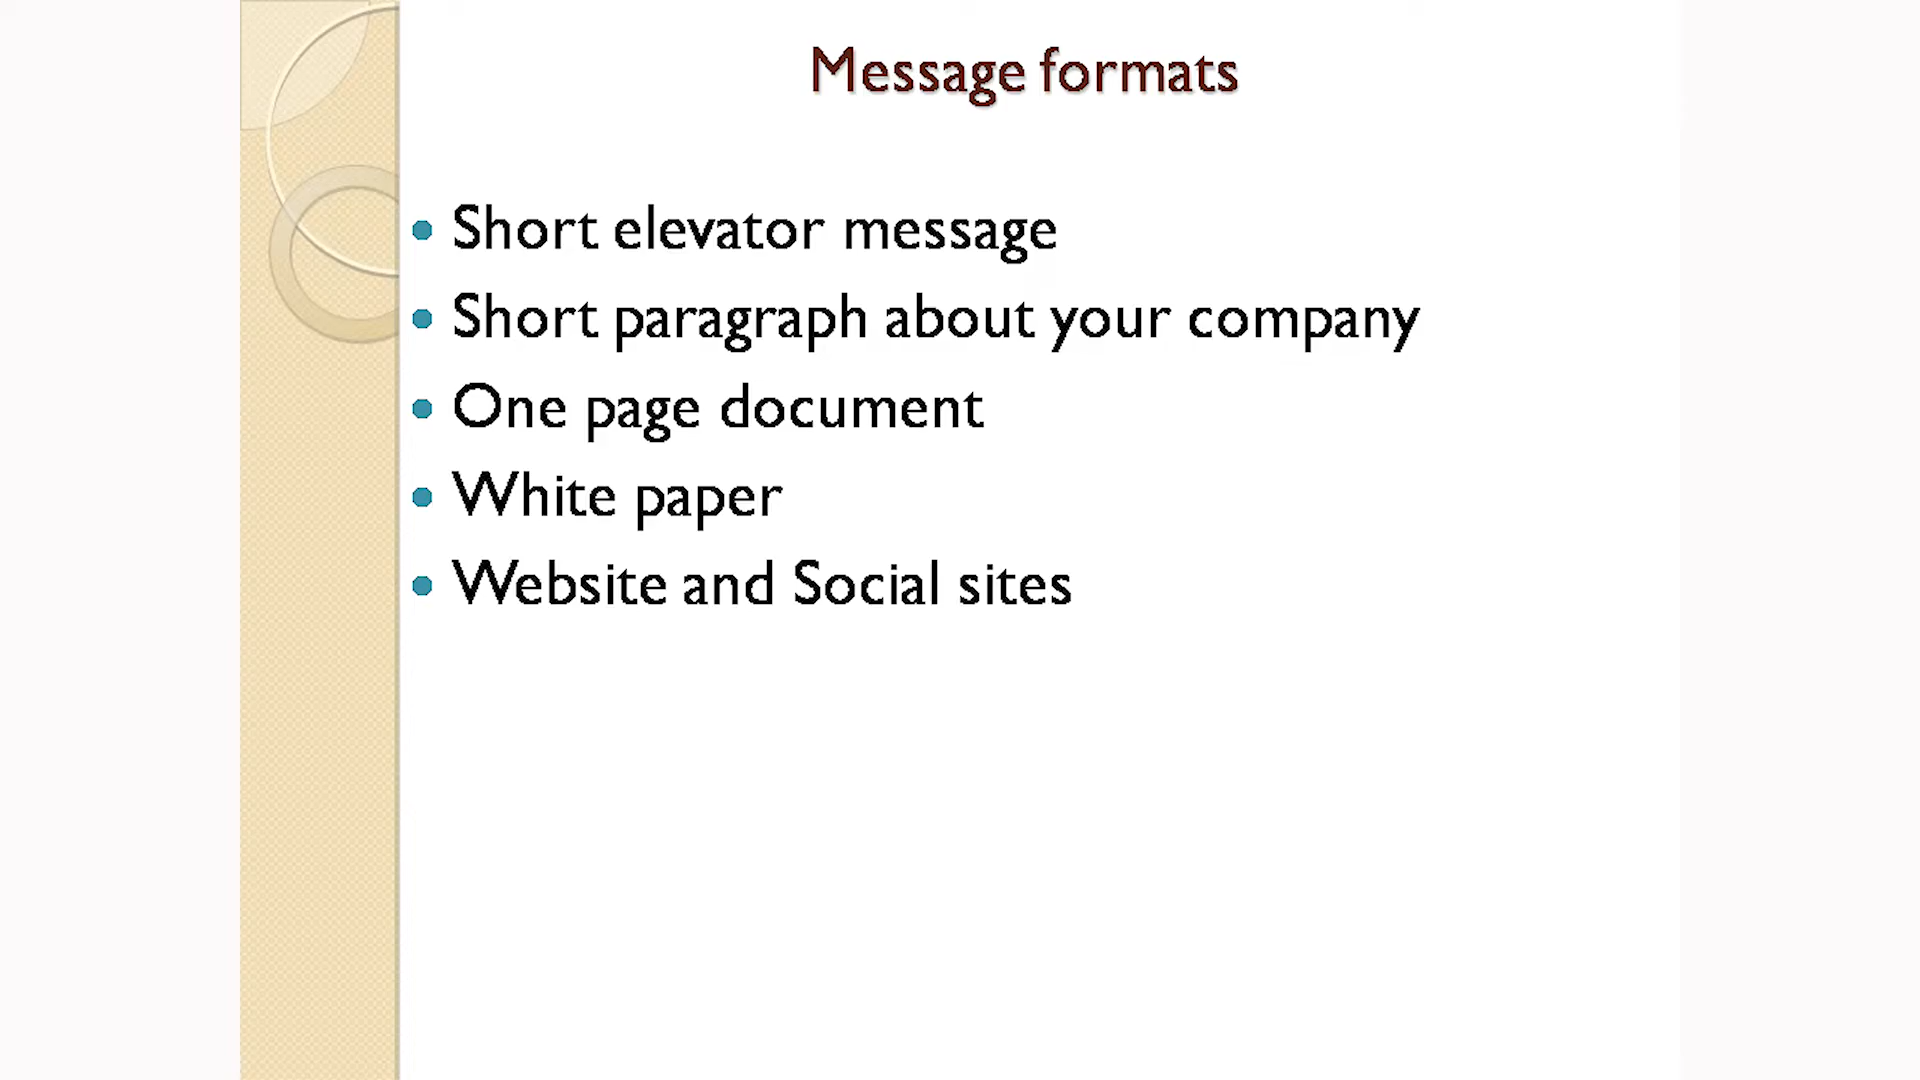 Message formats
• Short elevator message
• Short paragraph about your company
• One page document
• White paper
• Website and Social sites